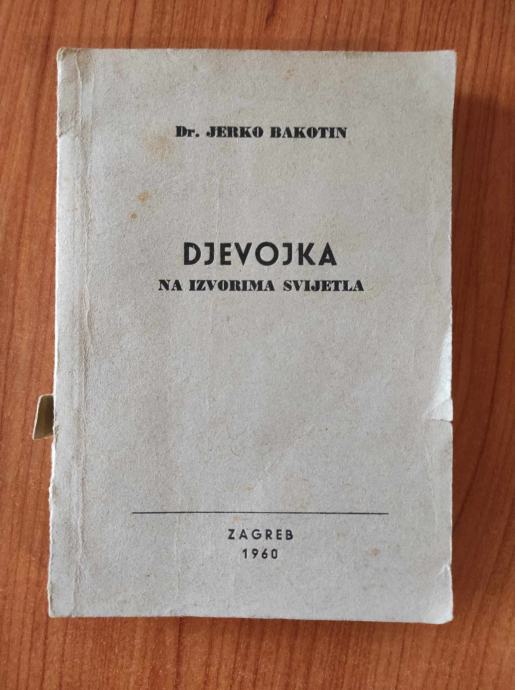 Dr. JERKO BAKOTIN
DJEVOJKA
NA IZVORIMA SVIJETLA
ZAGREB
1960